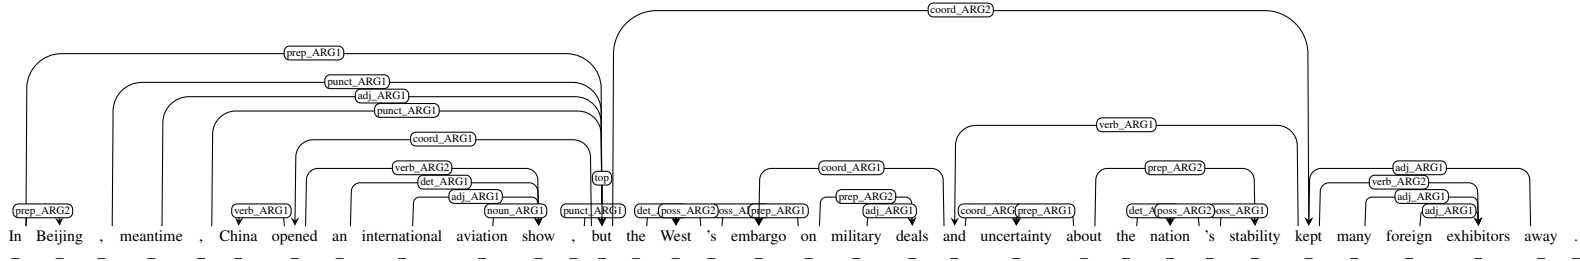 coord_ARG2
prep_ARG1
punct_ARG1
adj_ARG1
punct_ARG1
verb_ARG1
coord_ARG1
verb_ARG2 coord_ARG1 prep_ARG2 adj_ARG1
det_ARG1 top verb_ARG2
adj_ARG1 prep_ARG2 adj_ARG1
prep_ARG2 verb_ARG1 noun_ARG1 punct_ARG1 poss_ARG2 prep_ARG1 adj_ARG1 prep_ARG1 poss_ARG2 adj_ARG1
In Beijing , meantime , China opened an international aviation show , but the West 's embargo on military deals and uncertainty about the nation 's stability kept many foreign exhibitors away .
_ _ _ _ _ _ _ _ _ _ _ _ _ _ _ _ _ _ _ _ _ _ _ _ _ _ _ _ _ _ _ _ _